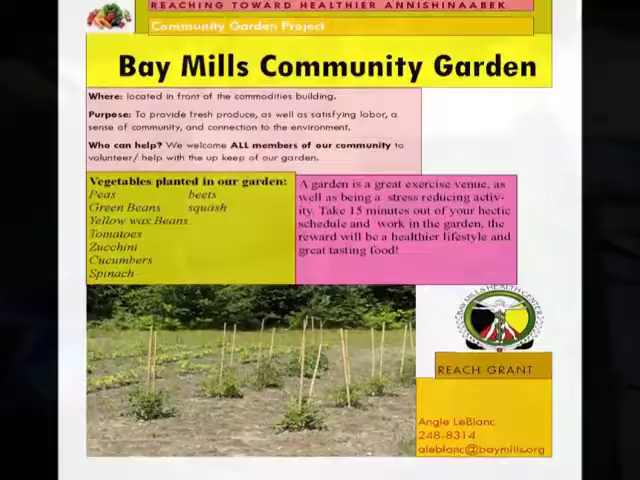 REACHING TOWARD HEALTHIER ANNISHINAABEK
Community Garden Project
Bay Mills Community Garden
Where: located in front of the commodities building.
Purpose: To provide fresh produce, as well as satisfying labor, a
sense of community, and connection to the environment.
Who can help? We welcome ALL members of our community to
volunteer/ help with the up keep of our garden.
Vegetables planted in our garden:
Peas beets
Green Beans squash
Yellow wax Beans
Tomatoes
Zucchini
Cucumbers
Spinach
A garden is a great exercise venue, as
well as being a stress reducing activ-
ity. Take 15 minutes out of your hectic
schedule and work in the garden, the
reward will be a healthier lifestyle and
great tasting food!
BAY MILLS HEALTH CENTER
REACH GRANT
Angie LeBlanc
248-8314
aleblanc@baymills.org